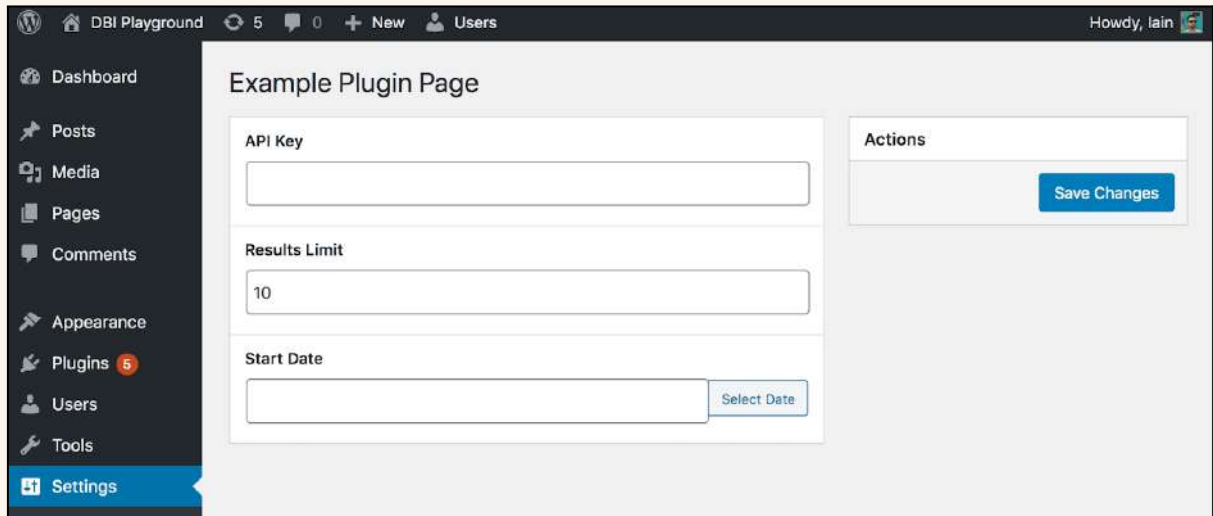 DBI Playground 5 0 New Users Howdy, Iain
Dashboard
Posts
Media
Pages
Comments
Appearance
Plugins 5
Users
Tools
Settings
Example Plugin Page
API Key
Results Limit
10
Start Date
Select Date
Actions
Save Changes